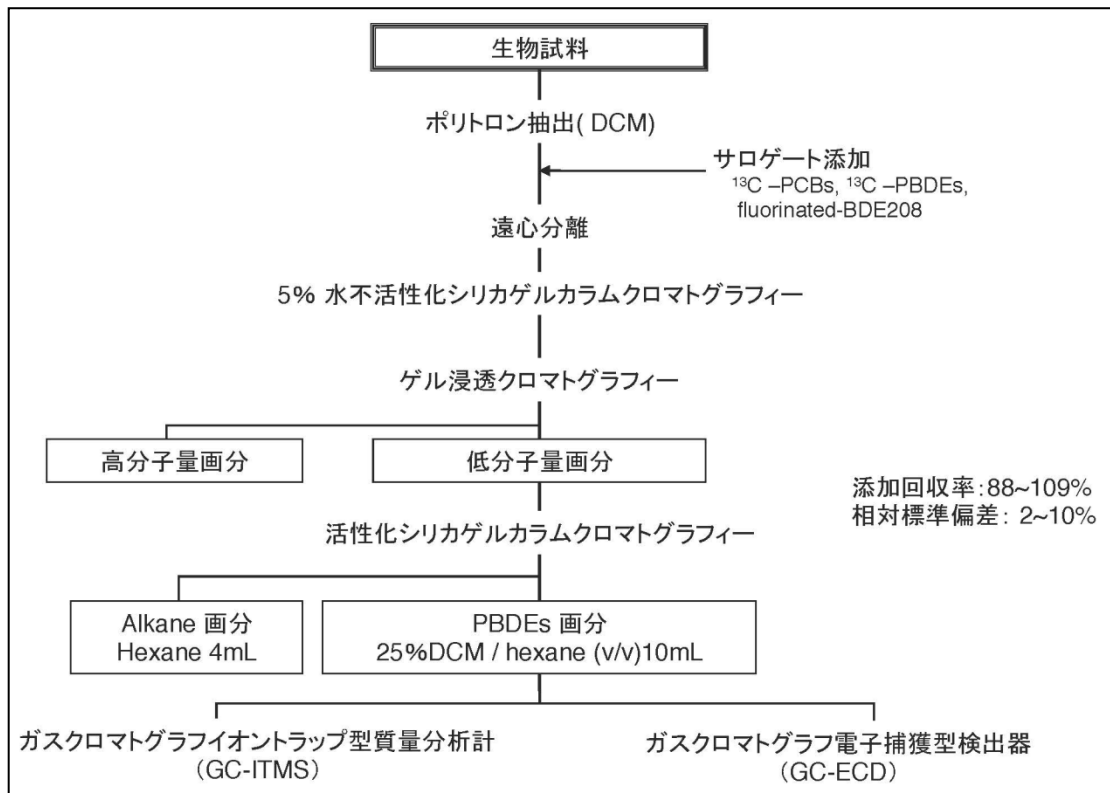 生物試料
ポリトロン抽出( DCM)
サロゲート添加
¹³C –PCBs, ¹³C –PBDEs,
fluorinated-BDE208
遠心分離
5% 水不活性化シリカゲルカラムクロマトグラフィー
ゲル浸透クロマトグラフィー
高分子量画分
低分子量画分
添加回収率：88~109%
相対標準偏差： 2~10%
活性化シリカゲルカラムクロマトグラフィー
Alkane 画分
Hexane 4mL
PBDEs 画分
25%DCM / hexane (v/v)10mL
ガスクロマトグラフイオントラップ型質量分析計
（GC-ITMS）
ガスクロマトグラフ電子捕獲型検出器
（GC-ECD）